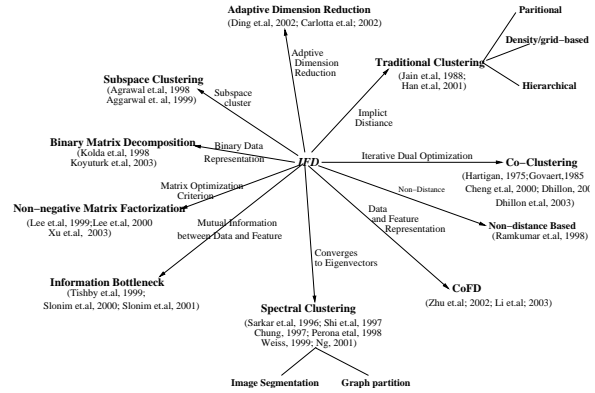 Adaptive Dimension Reduction
(Ding et.al, 2002; Carlotta et.al; 2002)
Paritional
Density/grid-based
Hierarchical
Traditional Clustering
(Jain et.al, 1988;
Han et.al, 2001)
Adptive
Dimension
Reduction
Subspace Clustering
(Agrawal et.al, 1998
Aggarwal et. al, 1999)
Subspace
cluster
Implict
Distiance
Binary Matrix Decomposition
(Kolda et.al, 1998
Koyuturk et.al, 2003)
Binary Data
Representation
IFD
Iterative Dual Optimization
Co-Clustering
(Hartigan, 1975;Govaert,1985
Cheng et.al, 2000; Dhillon, 200
Dhillon et.al, 2003)
Matrix Optimization
Criterion
Non-Distance
Non-negative Matrix Factorization
(Lee et.al, 1999;Lee et.al, 2000
Xu et.al, 2003)
Data
and Feature
Representation
Non-distance Based
(Ramkumar et.al, 1998)
Mutual Information
between Data and Feature
Converges
to Eigenvectors
Information Bottleneck
(Tishby et.al, 1999;
Slonim et.al, 2000; Slonim et.al, 2001)
CoFD
(Zhu et.al; 2002; Li et.al; 2003)
Spectral Clustering
(Sarkar et.al, 1996; Shi et.al, 1997
Chung, 1997; Perona etal, 1998
Weiss, 1999; Ng, 2001)
Image Segmentation
Graph partition